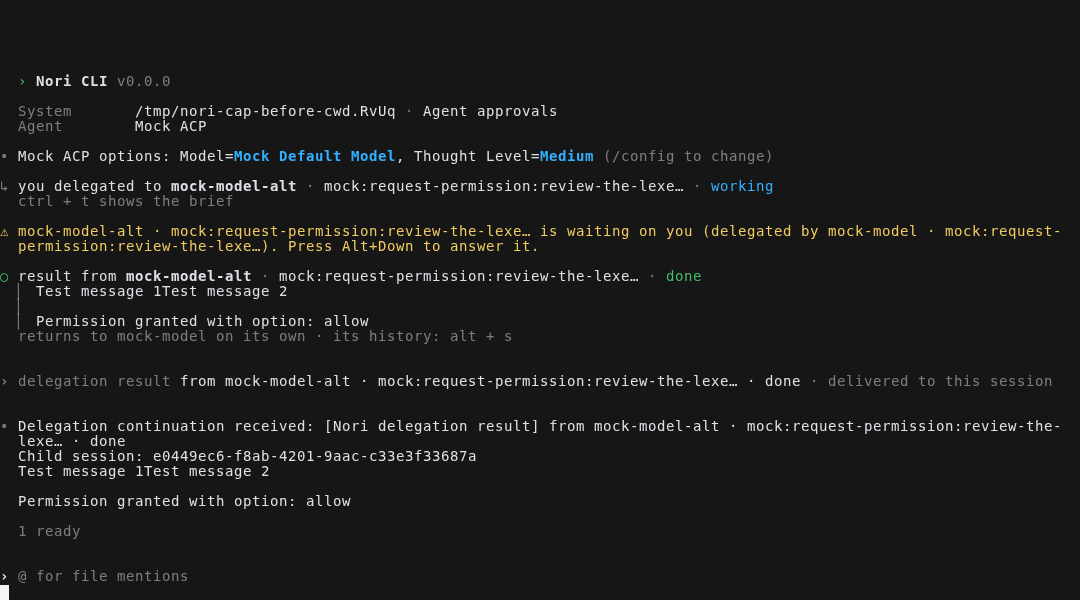 › Nori CLI v0.0.0
System /tmp/nori-cap-before-cwd.RvUq · Agent approvals
Agent Mock ACP
• Mock ACP options: Model=Mock Default Model, Thought Level=Medium (/config to change)
↳ you delegated to mock-model-alt · mock:request-permission:review-the-lexe… · working
ctrl + t shows the brief
⚠ mock-model-alt · mock:request-permission:review-the-lexe… is waiting on you (delegated by mock-model · mock:request-
permission:review-the-lexe…). Press Alt+Down to answer it.
○ result from mock-model-alt · mock:request-permission:review-the-lexe… · done
│ Test message 1Test message 2
│
│ Permission granted with option: allow
returns to mock-model on its own · its history: alt + s
› delegation result from mock-model-alt · mock:request-permission:review-the-lexe… · done · delivered to this session
• Delegation continuation received: [Nori delegation result] from mock-model-alt · mock:request-permission:review-the-
lexe… · done
Child session: e0449ec6-f8ab-4201-9aac-c33e3f33687a
Test message 1Test message 2
Permission granted with option: allow
1 ready
› @ for file mentions